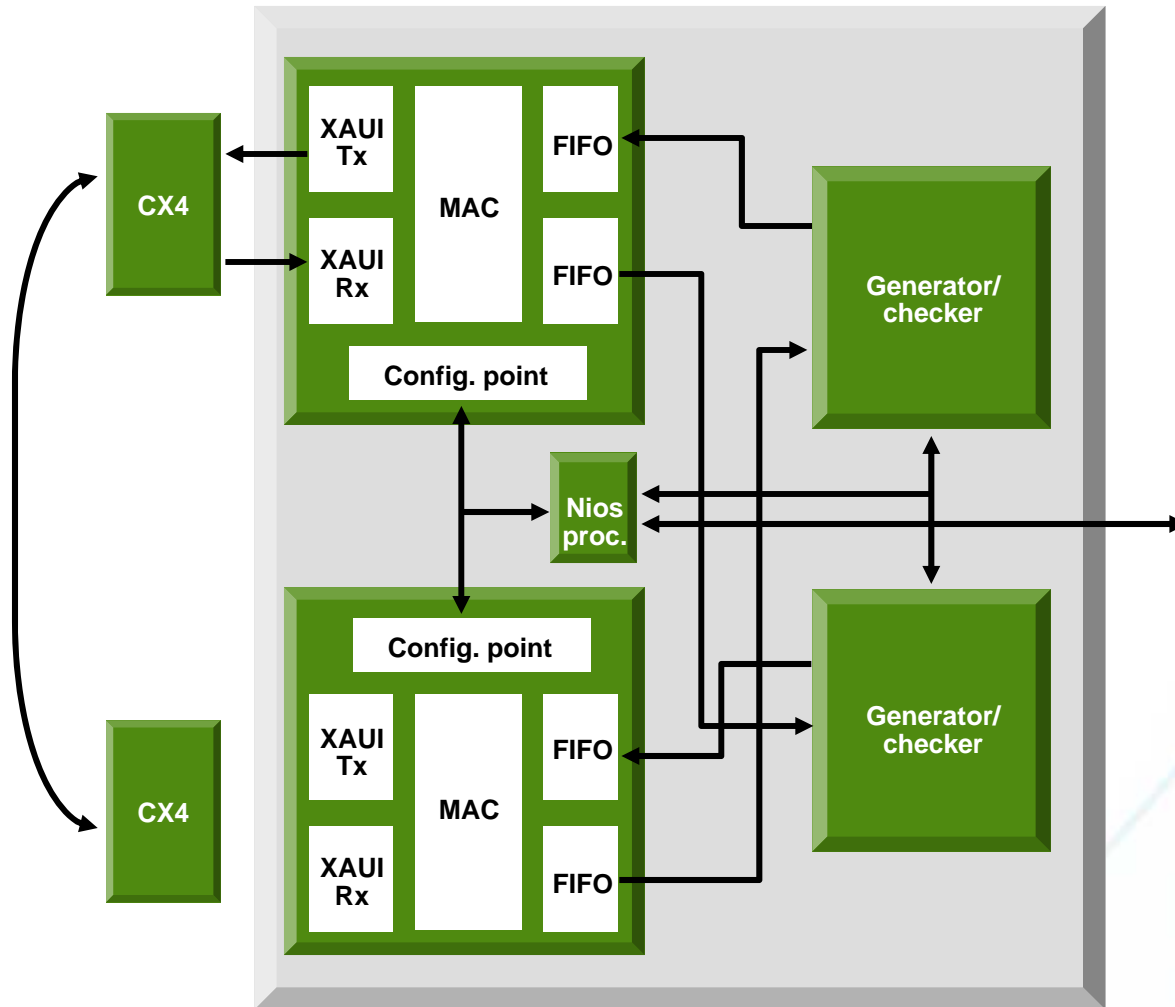 XAUI
Tx
MAC
FIFO
CX4
XAUI
Rx
FIFO
Generator/
checker
Config. point
Nios
proc.
Config. point
XAUI
Tx
MAC
FIFO
Generator/
checker
CX4
XAUI
Rx
FIFO